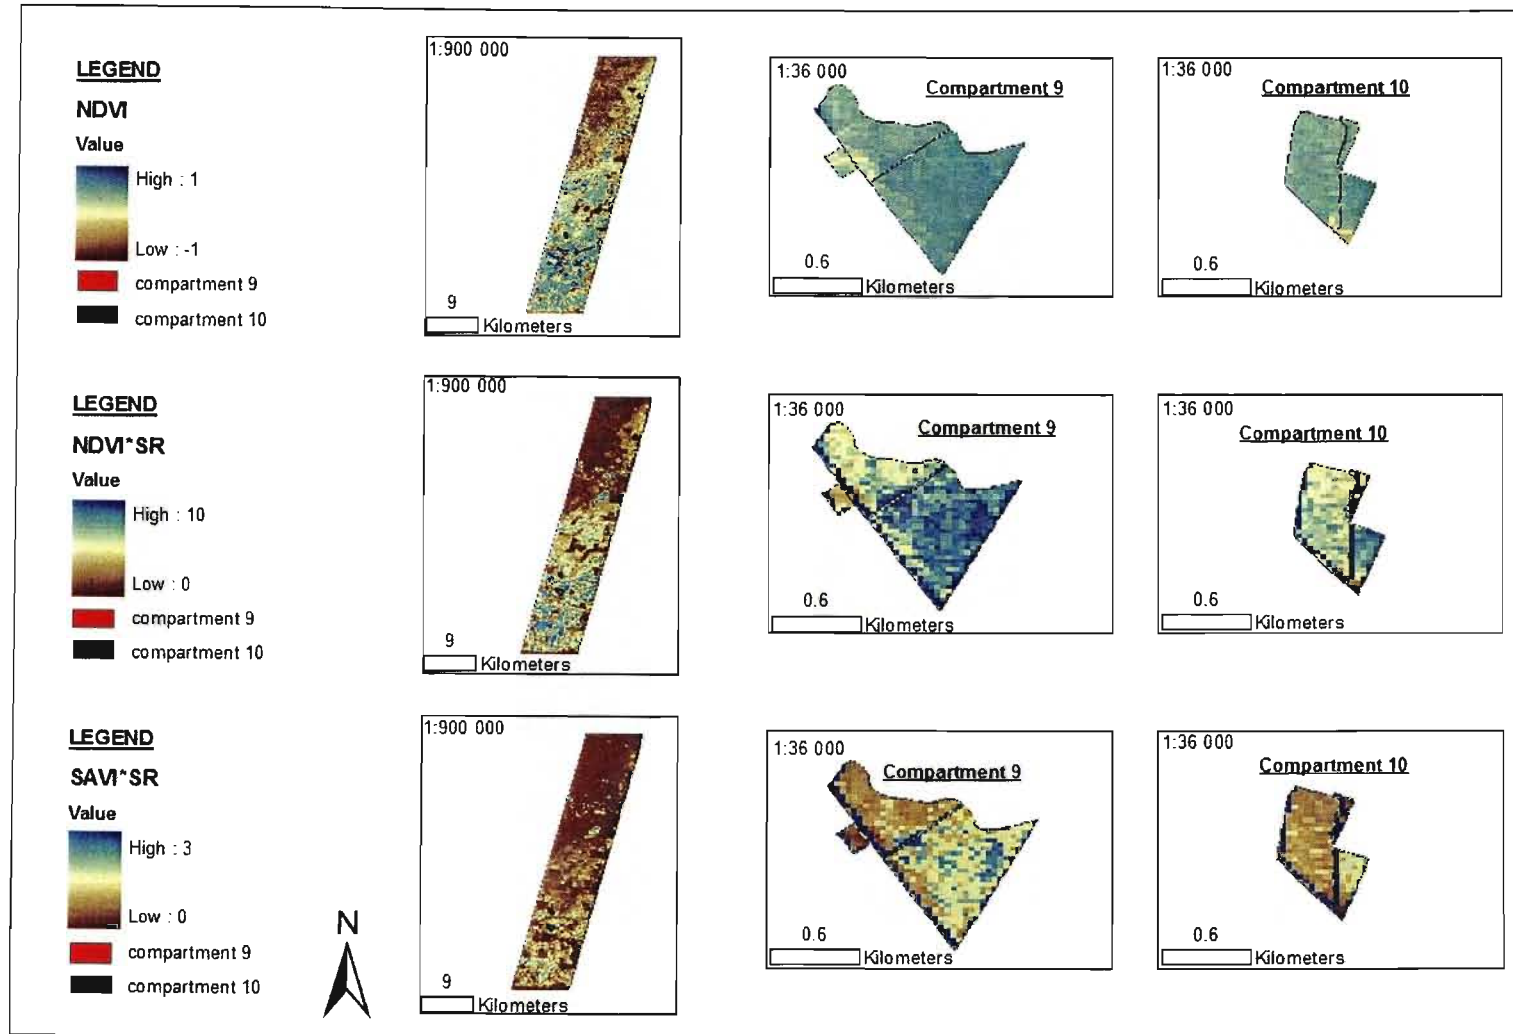 LEGEND
NDVI
Value
High : 1
Low : -1
compartment 9
compartment 10
1:900 000
9
Kilometers
1:36 000
Compartment 9
0.6
Kilometers
1:36 000
Compartment 10
0.6
Kilometers
LEGEND
NDVI*SR
Value
High : 10
Low : 0
compartment 9
compartment 10
1:900 000
9
Kilometers
1:36 000
Compartment 9
0.6
Kilometers
1:36 000
Compartment 10
0.6
Kilometers
LEGEND
SAVI*SR
Value
High : 3
Low : 0
compartment 9
compartment 10
N
1:900 000
9
Kilometers
1:36 000
Compartment 9
0.6
Kilometers
1:36 000
Compartment 10
0.6
Kilometers